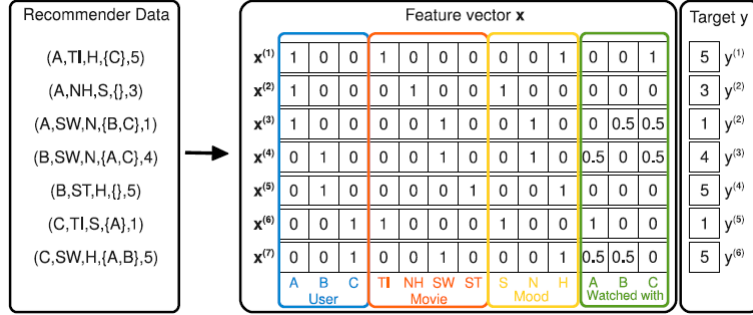 Recommender Data
Feature vector x
Target y
(A,TI,H,{C},5)
x(1) 1 0 0 1 0 0 0 0 0 1 0 0 1 5 y(1)
(A,NH,S,{},3)
x(2) 1 0 0 0 1 0 0 1 0 0 0 0 0 3 y(2)
(A,SW,N,{B,C},1)
x(3) 1 0 0 0 0 1 0 0 1 0 0 0.5 0.5 1 y(2)
(B,SW,N,{A,C},4)
x(4) 0 1 0 0 0 1 0 0 1 0 0.5 0 0.5 4 y(3)
(B,ST,H,{},5)
x(5) 0 1 0 0 0 0 1 0 0 1 0 0 0 5 y(4)
(C,TI,S,{A},1)
x(6) 0 0 1 1 0 0 0 1 0 0 1 0 0 1 y(5)
(C,SW,H,{A,B},5)
x(7) 0 0 1 0 0 1 0 0 0 1 0.5 0.5 0 5 y(6)
A B C TI NH SW ST S N H A B C
User Movie Mood Watched with